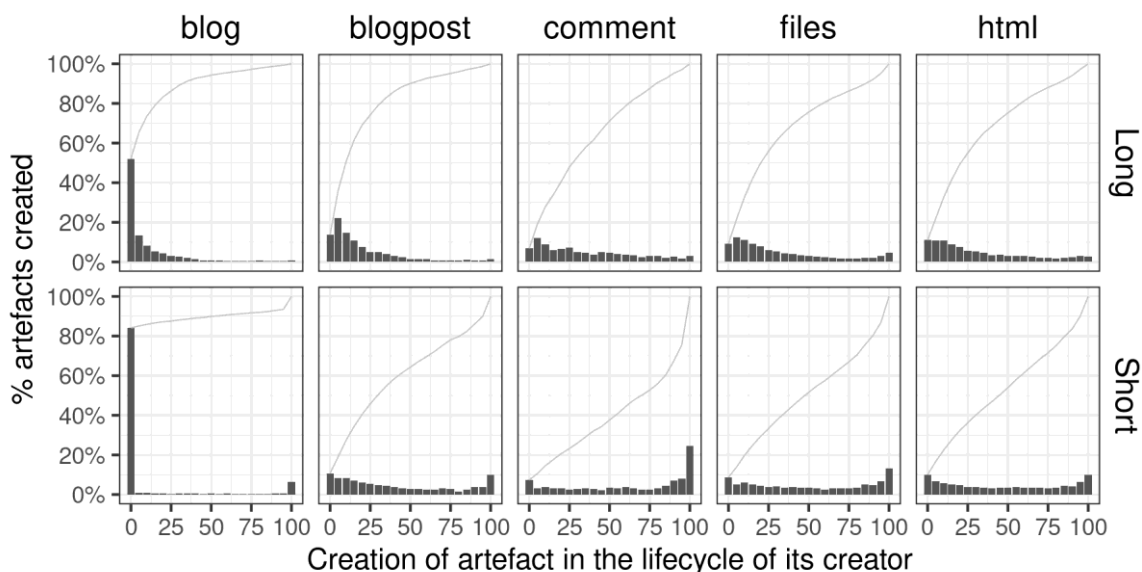 blog blogpost comment files html
100%
80%
60%
40%
20%
0%
Long
100%
80%
60%
40%
20%
0%
Short
% artefacts created
0 25 50 75 100 0 25 50 75 100 0 25 50 75 100 0 25 50 75 100 0 25 50 75 100
Creation of artefact in the lifecycle of its creator